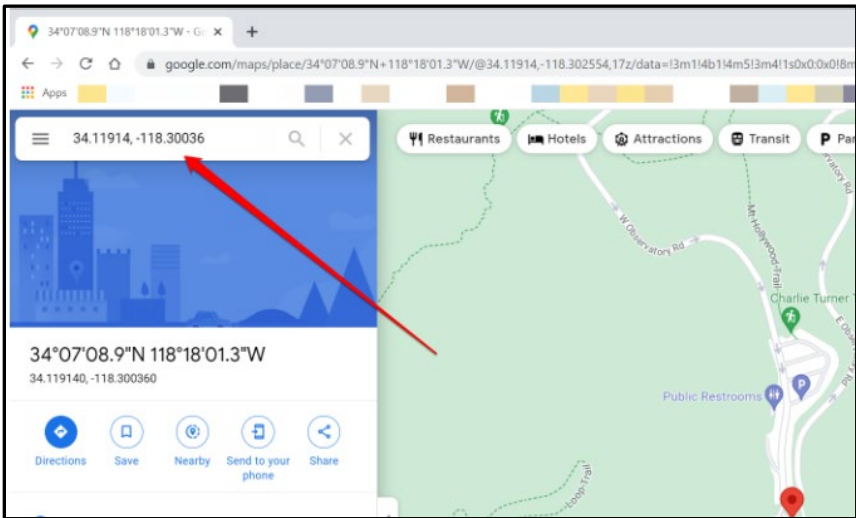 34°07'08.9"N 118°18'01.3"W - Go
google.com/maps/place/34°07'08.9"N+118°18'01.3"W/@34.11914,-118.302554,17z/data=!3m1!4b1!4m5!3m4!1s0x0:0x0!8m
Apps
34.11914, -118.30036
Restaurants
Hotels
Attractions
Transit
P Par
W Observatory Rd
Mt-Hollywood-Trail
Charlie Turner T
34°07'08.9"N 118°18'01.3"W
34.119140, -118.300360
Public Restrooms
P
Directions
Save
Nearby
Send to your
phone
Share
Loop-Trail